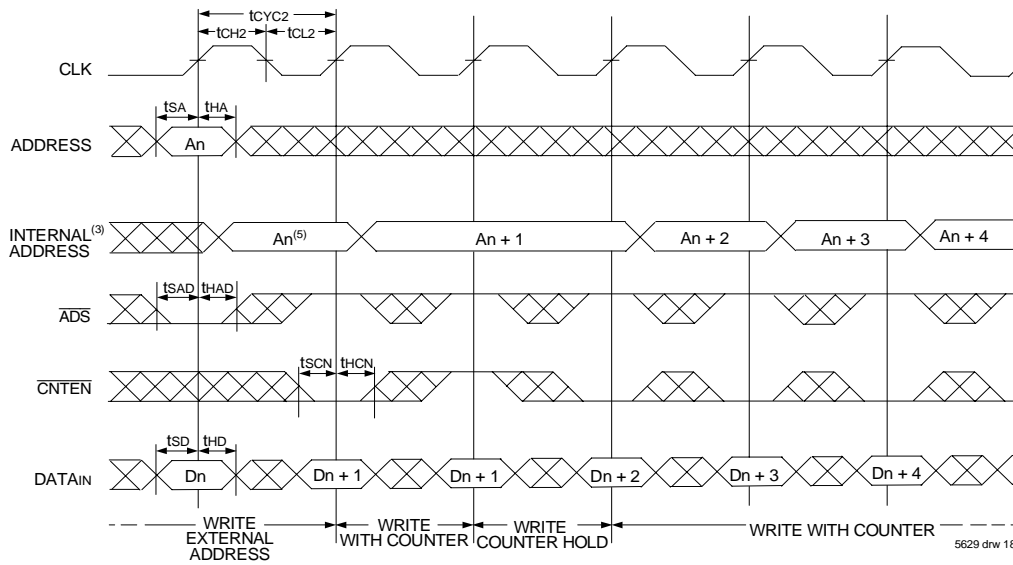 tCYC2
tCH2 tCL2
CLK
tSA tHA
ADDRESS An
INTERNAL(3)
ADDRESS An(5) An + 1 An + 2 An + 3 An + 4
tSAD tHAD
ADS
tSCN tHCN
CNTEN
tSD tHD
DATAIN Dn Dn + 1 Dn + 1 Dn + 2 Dn + 3 Dn + 4
WRITE
EXTERNAL
ADDRESS
WRITE
WITH COUNTER
WRITE
COUNTER HOLD
WRITE WITH COUNTER
5629 drw 18